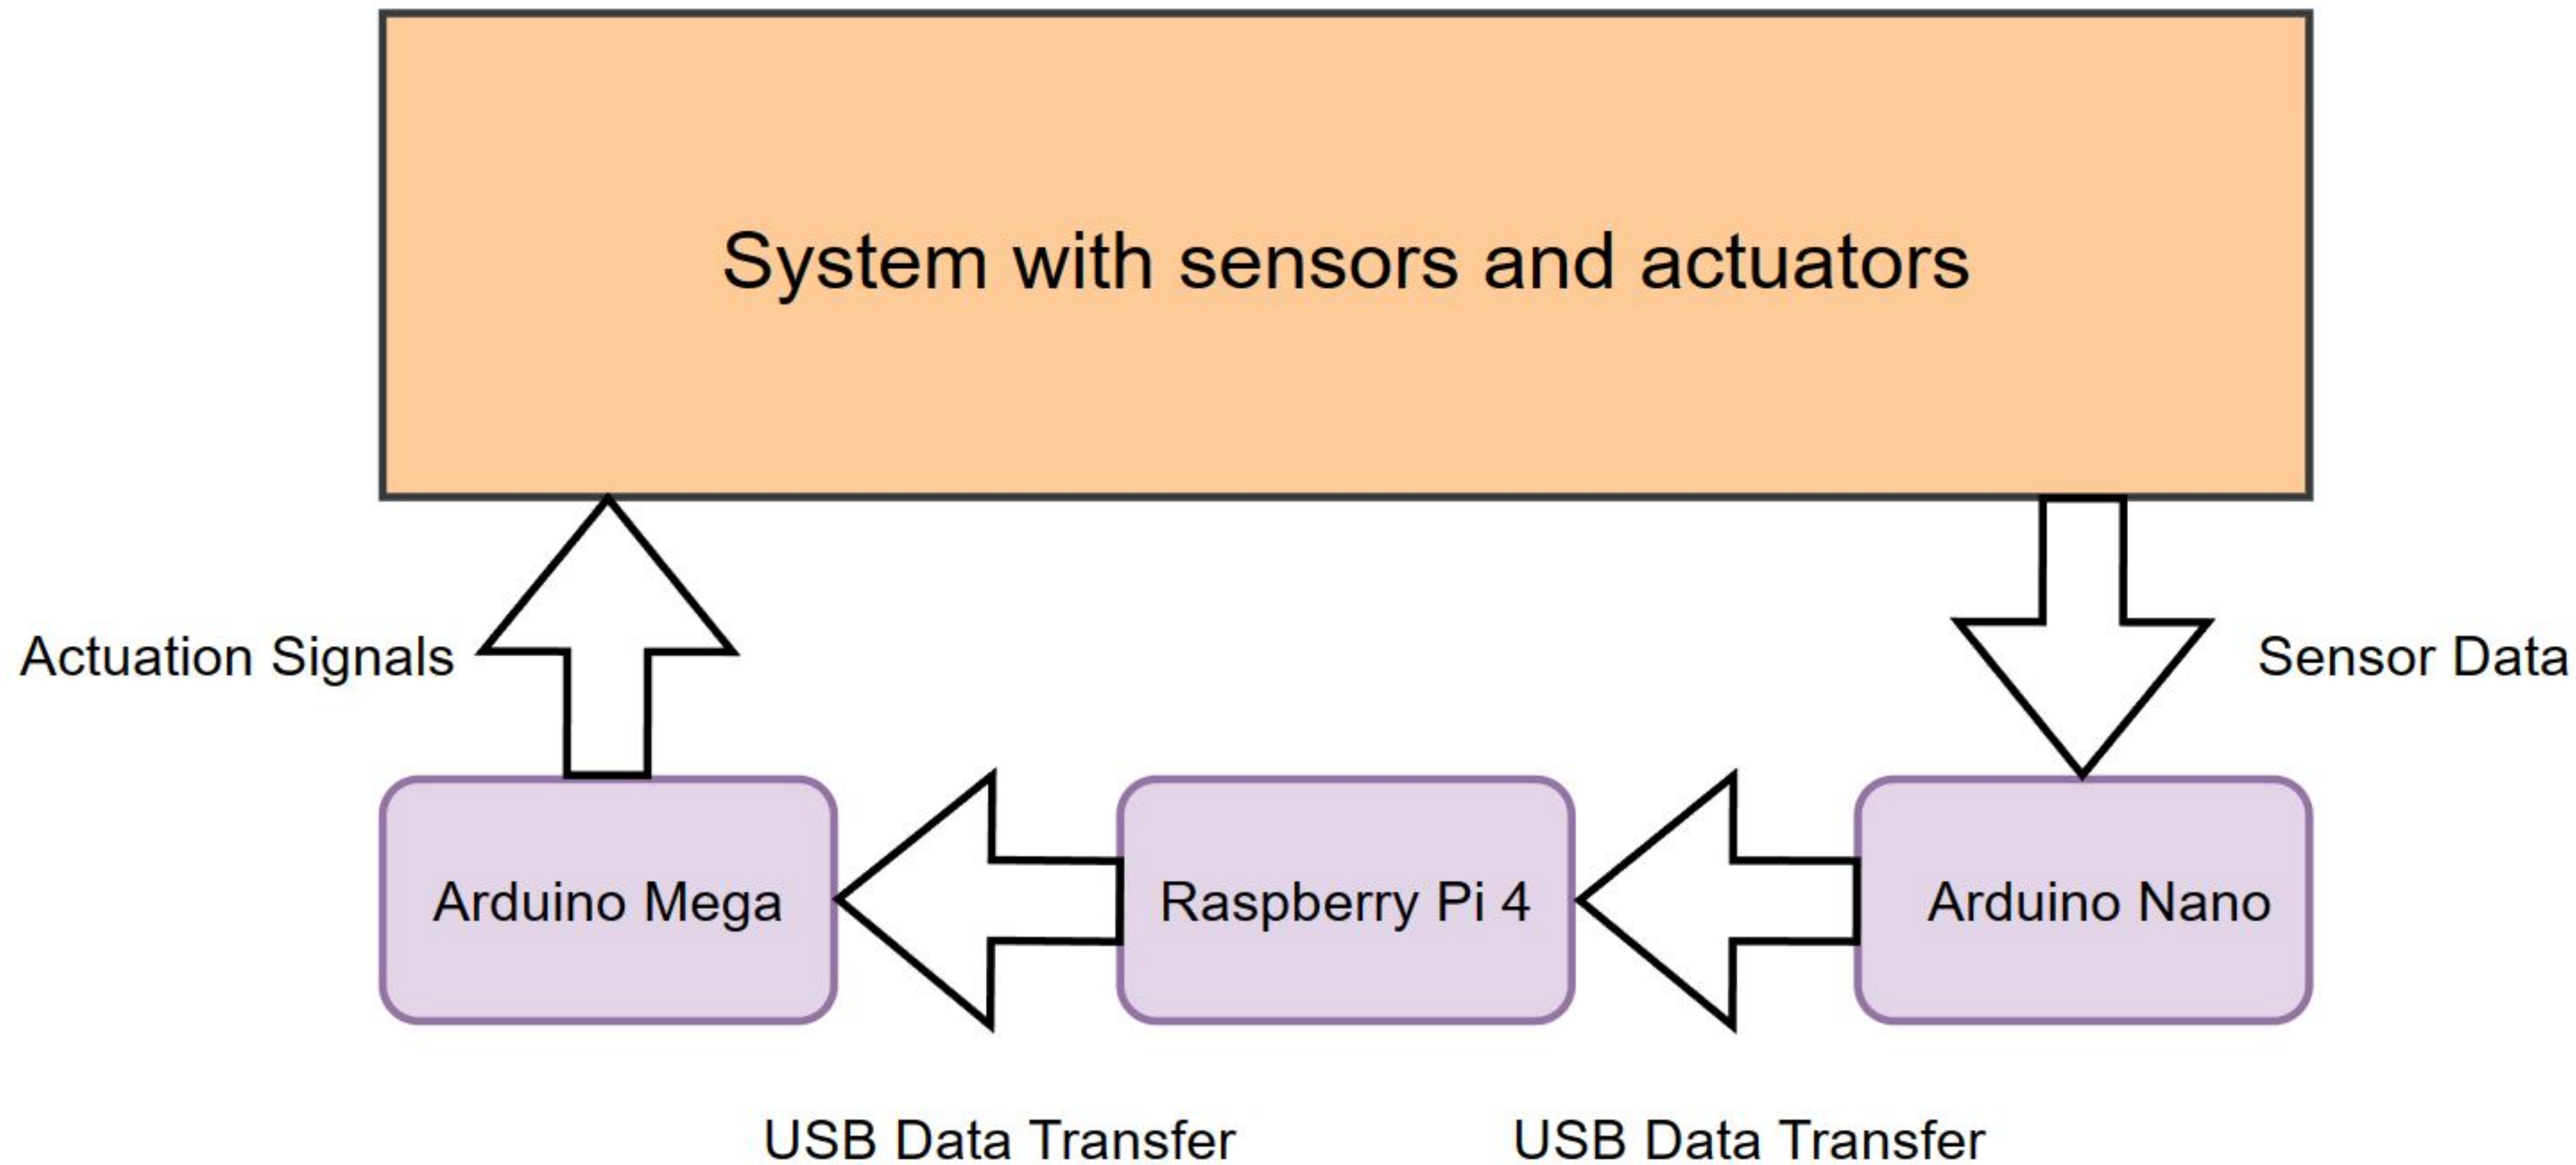 System with sensors and actuators
Actuation Signals
Sensor Data
Arduino Mega
Raspberry Pi 4
Arduino Nano
USB Data Transfer
USB Data Transfer